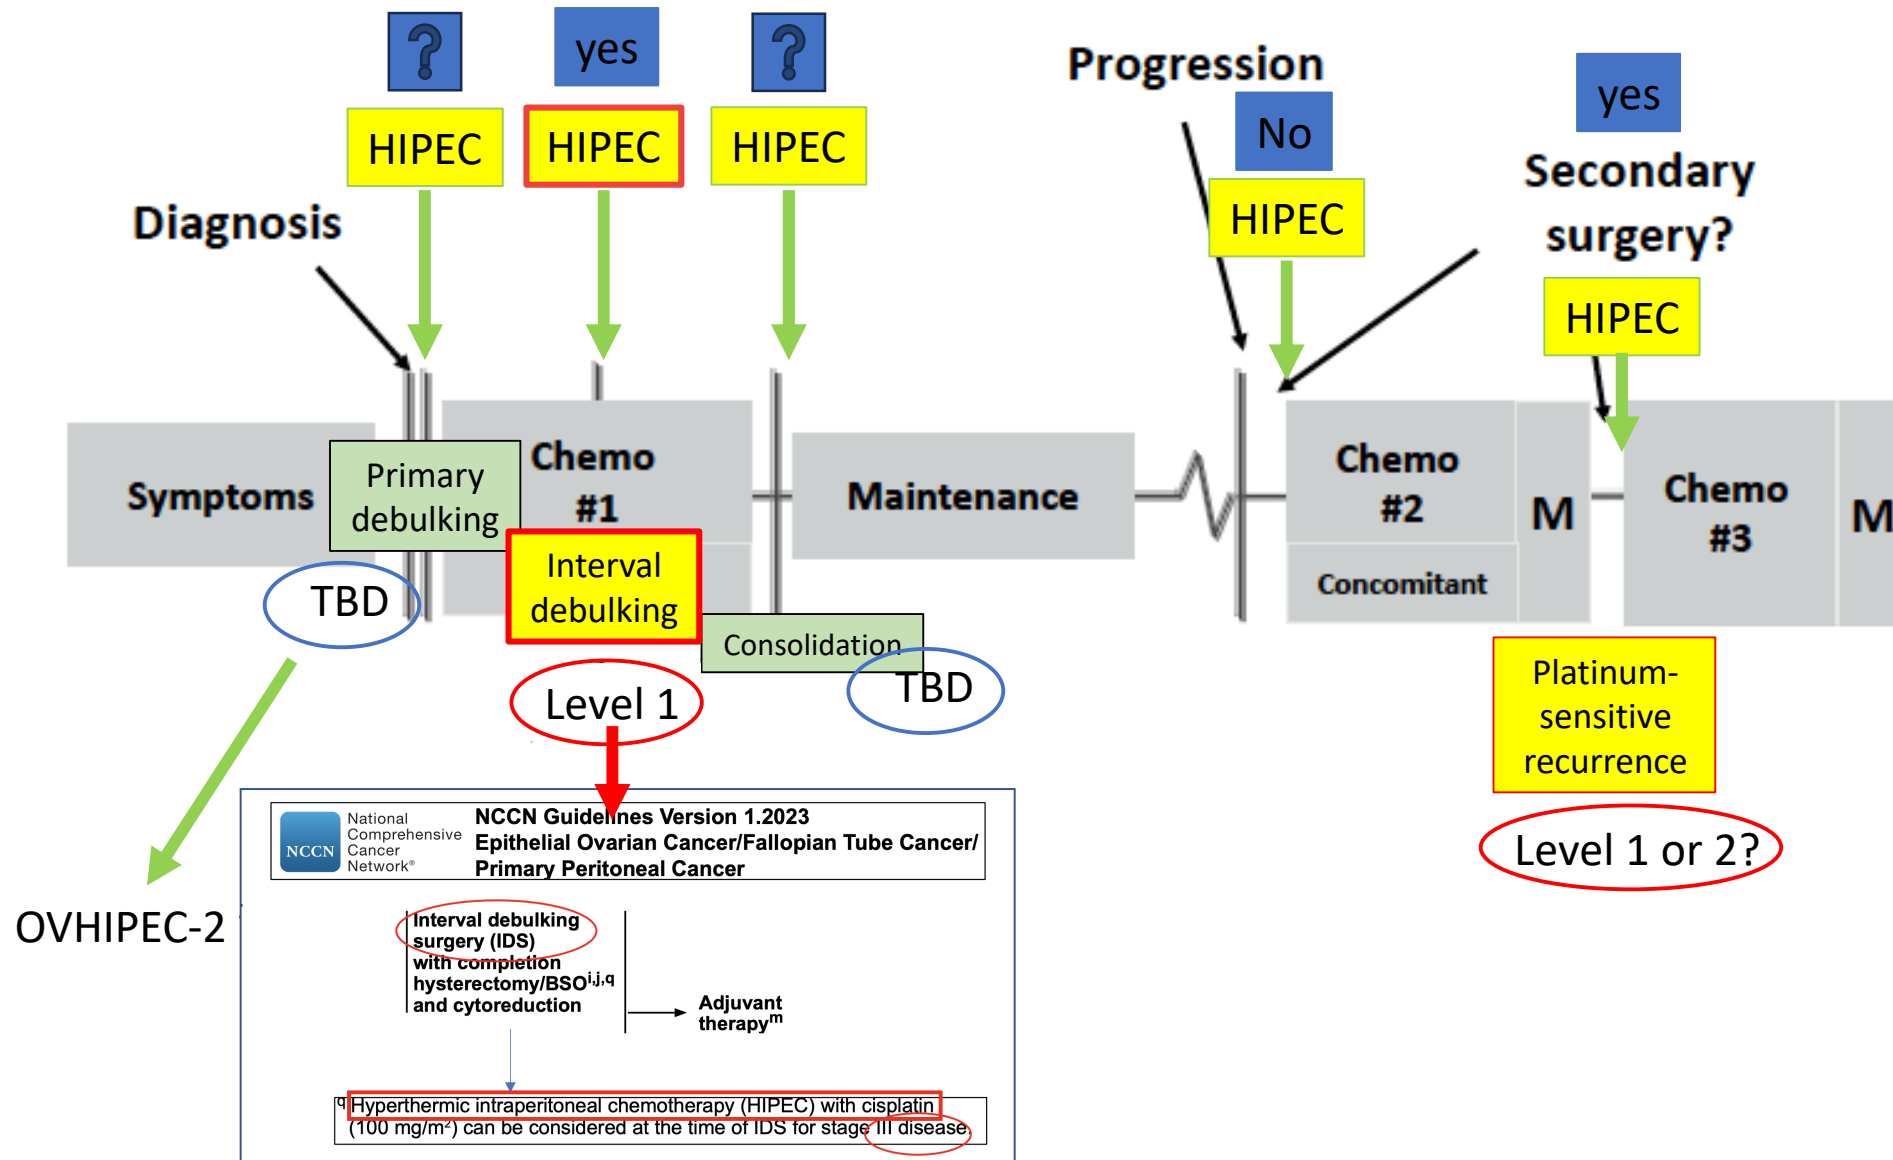 ?
yes
?
HIPEC
HIPEC
HIPEC
Diagnosis
Progression
No
HIPEC
yes
Secondary
surgery?
HIPEC
Symptoms
Primary
debulking
Chemo
#1
Interval
debulking
Consolidation
Maintenance
Chemo
#2
Concomitant
M
Chemo
#3
M
TBD
Level 1
TBD
Platinum-
sensitive
recurrence
Level 1 or 2?
OVHIPEC-2
NCCN
National
Comprehensive
Cancer
Network®
NCCN Guidelines Version 1.2023
Epithelial Ovarian Cancer/Fallopian Tube Cancer/
Primary Peritoneal Cancer
Interval debulking
surgery (IDS)
with completion
hysterectomy/BSOi,j,q
and cytoreduction
Adjuvant
therapym
q Hyperthermic intraperitoneal chemotherapy (HIPEC) with cisplatin
(100 mg/m²) can be considered at the time of IDS for stage III disease.